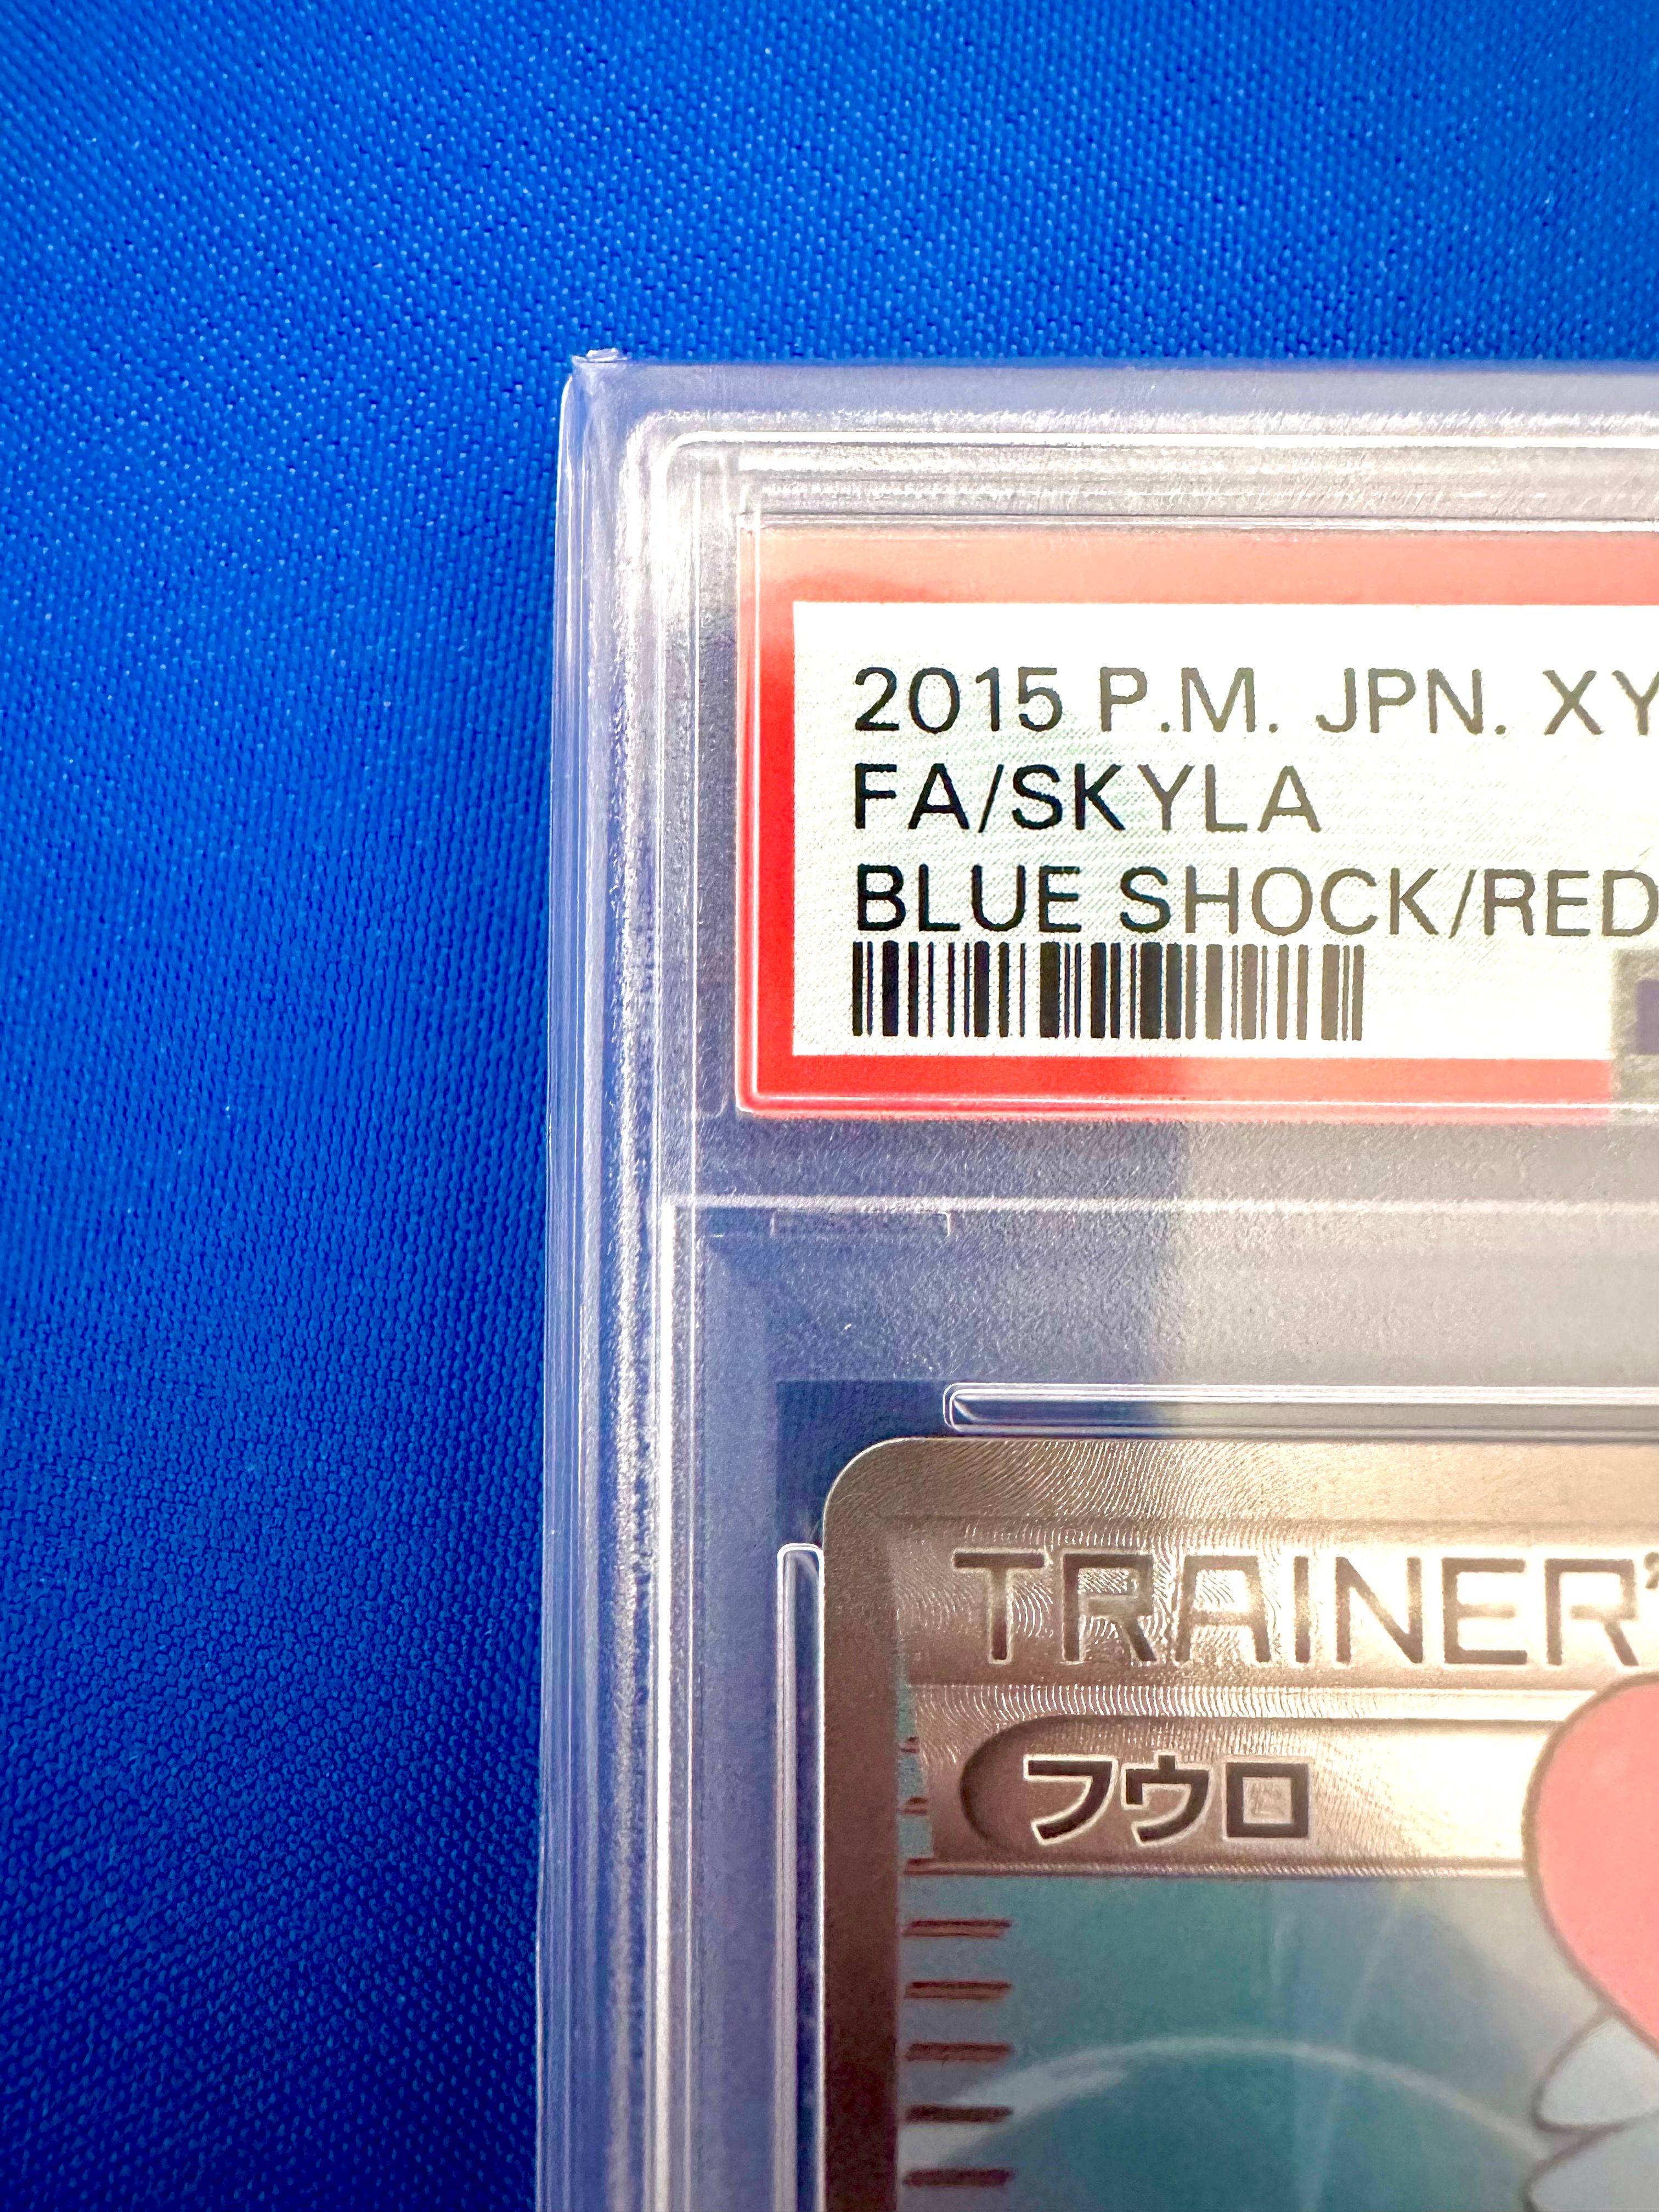 2015 P.M. JPN. XY
FA/SKYLA
BLUE SHOCK/RED
TRAINER'
フウロ